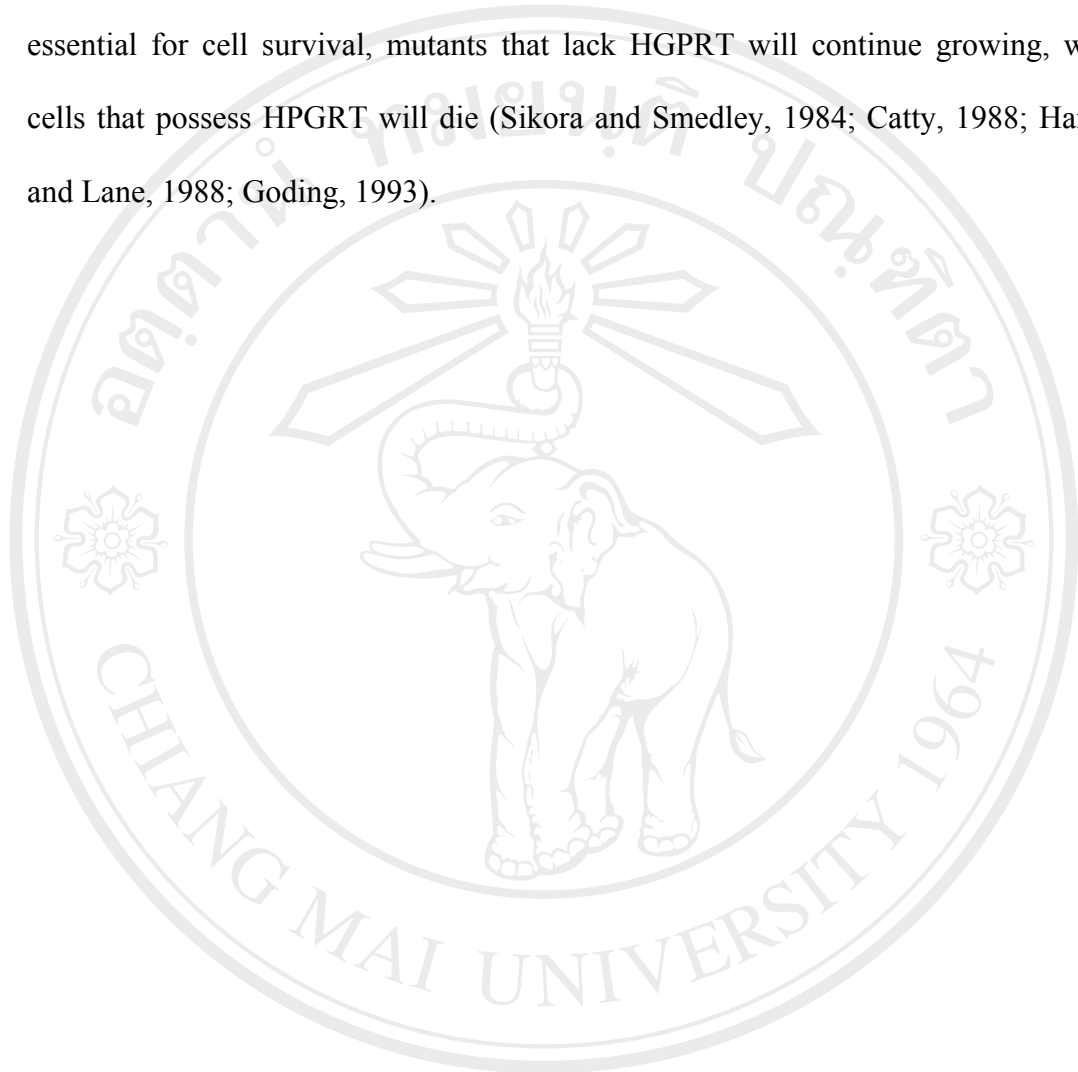 essential for cell survival, mutants that lack HGPRT will continue growing, w
cells that possess HPGRT will die (Sikora and Smedley, 1984; Catty, 1988; Ha
and Lane, 1988; Goding, 1993).
CHIANG MAI UNIVERSITY 1964